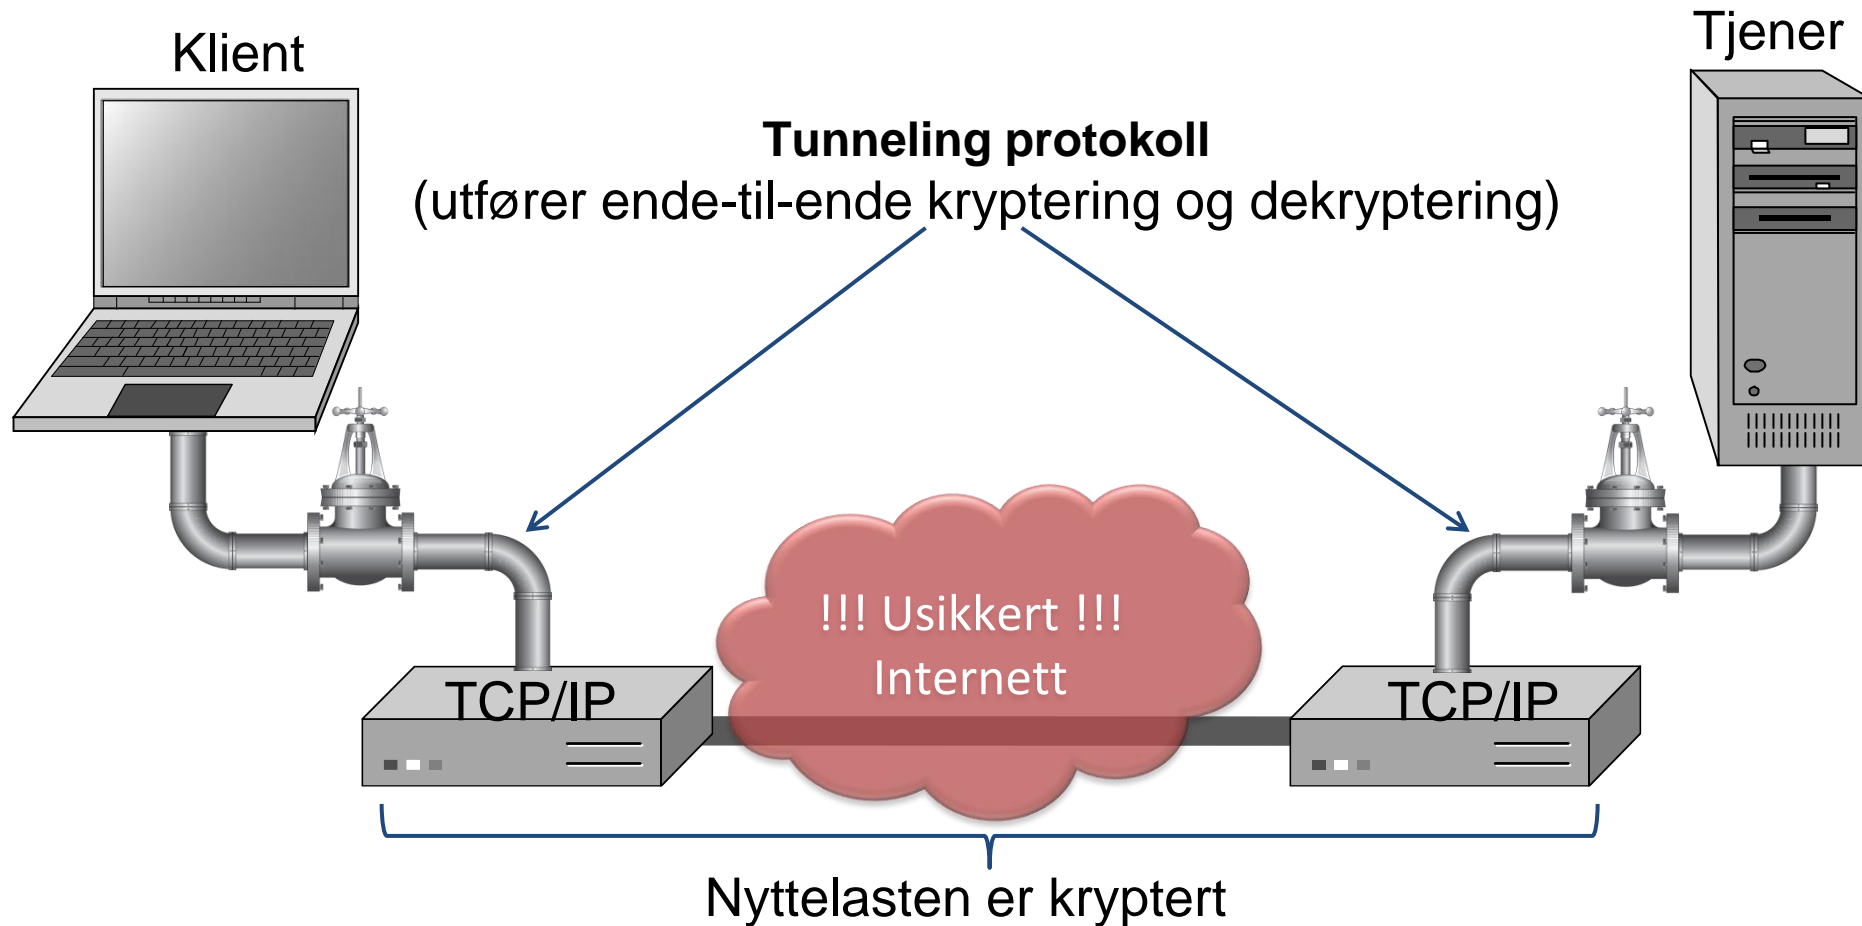 Klient
Tjener
Tunneling protokoll
(utfører ende-til-ende kryptering og dekryptering)
!!! Usikkert !!!
Internett
TCP/IP
TCP/IP
Nyttelasten er kryptert